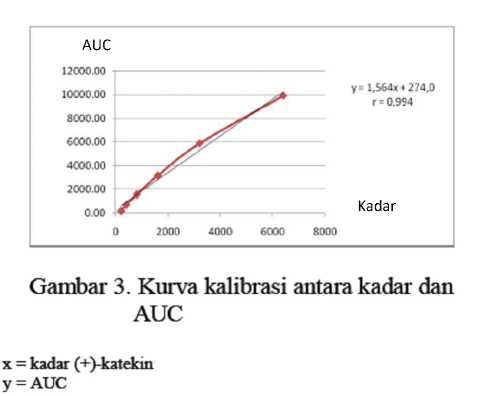 AUC
12000.00
10000.00
8000.00
6000.00
4000.00
2000.00
0.00
0 2000 4000 6000 8000
y = 1,564x + 274,0
r = 0,994
Kadar
Gambar 3. Kurva kalibrasi antara kadar dan
AUC
x = kadar (+)-katekin
y = AUC